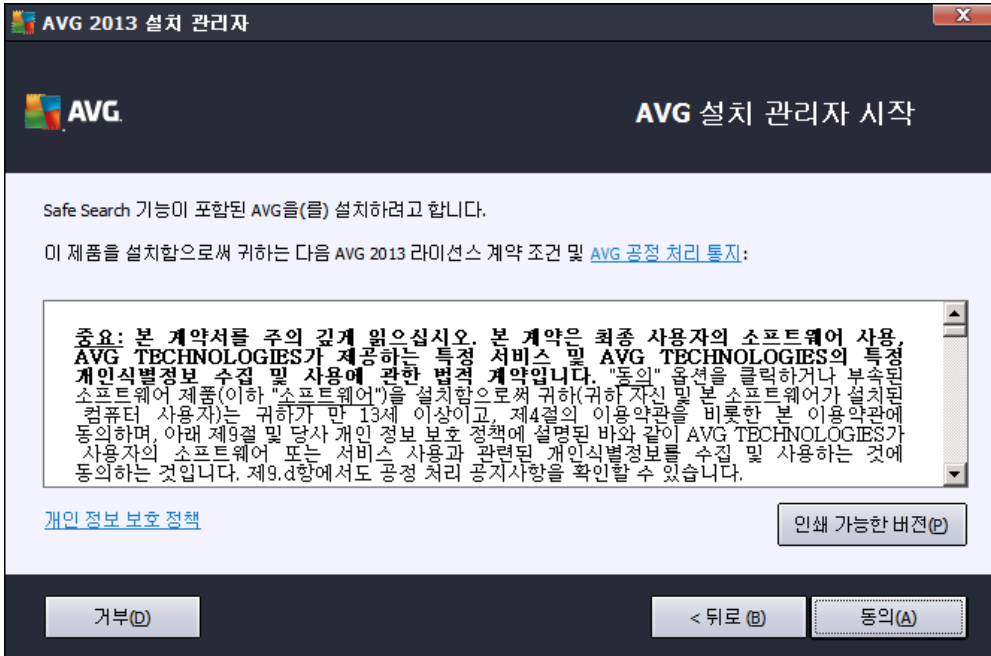 AVG 2013 설치 관리자
AVG.
AVG 설치 관리자 시작
Safe Search 기능이 포함된 AVG을(를) 설치하려고 합니다.
이 제품을 설치함으로써 귀하는 다음 AVG 2013 라이선스 계약 조건 및 AVG 공정 처리 통지:
중요: 본 계약서를 주의 깊게 읽으십시오. 본 계약은 최종 사용자의 소프트웨어 사용,
AVG TECHNOLOGIES가 제공하는 특정 서비스 및 AVG TECHNOLOGIES의 특정
개인식별정보 수집 및 사용에 관한 법적 계약입니다. "동의" 옵션을 클릭하거나 부속된
소프트웨어 제품(이하 "소프트웨어")을 설치함으로써 귀하(귀하 자신 및 본 소프트웨어가 설치된
컴퓨터 사용자)는 귀하가 만 13세 이상이고, 제4절의 이용약관을 비롯한 본 이용약관에
동의하며, 아래 제9절 및 당사 개인 정보 보호 정책에 설명된 바와 같이 AVG TECHNOLOGIES가
사용자의 소프트웨어 또는 서비스 사용과 관련된 개인식별정보를 수집 및 사용하는 것에
동의하는 것입니다. 제9.d항에서도 공정 처리 공지사항을 확인할 수 있습니다.
개인 정보 보호 정책
인쇄 가능한 버전(P)
거부(D)
< 뒤로 (B)
동의(A)